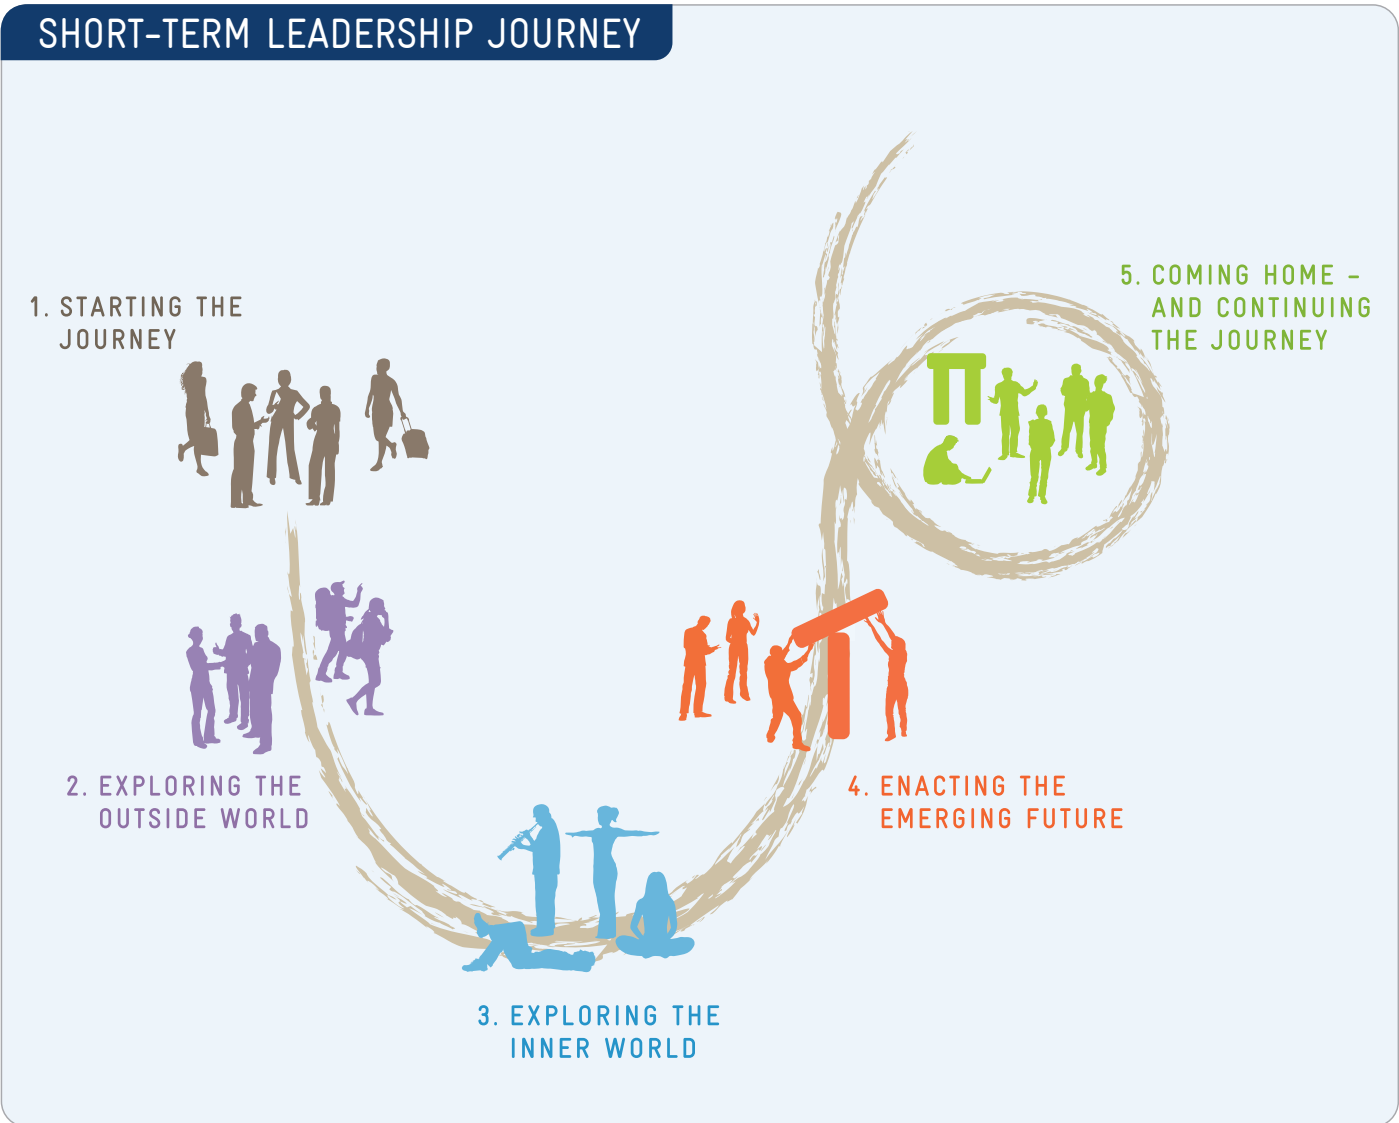 SHORT-TERM LEADERSHIP JOURNEY
1. STARTING THE
JOURNEY
2. EXPLORING THE
OUTSIDE WORLD
3. EXPLORING THE
INNER WORLD
4. ENACTING THE
EMERGING FUTURE
5. COMING HOME –
AND CONTINUING
THE JOURNEY